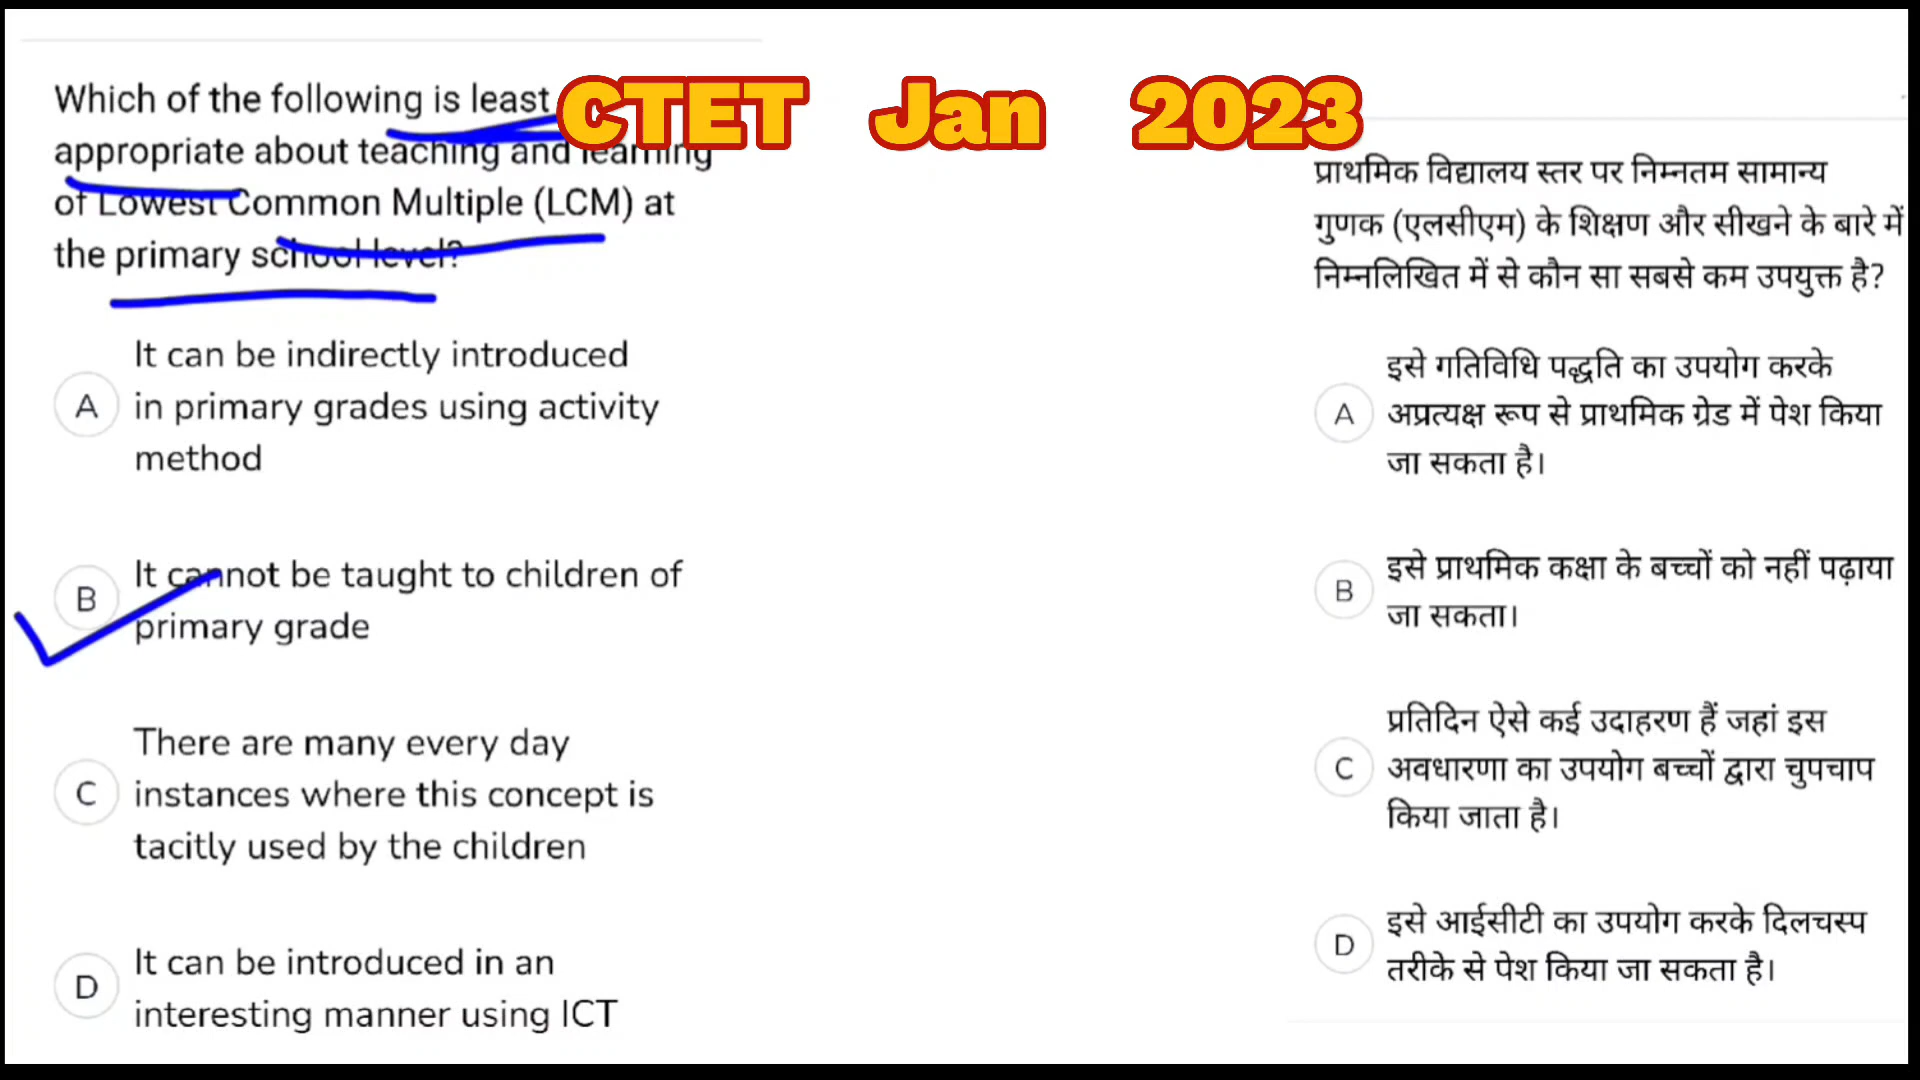 CTET Jan 2023
Which of the following is least
appropriate about teaching and learning
of Lowest Common Multiple (LCM) at
the primary school level?
A
It can be indirectly introduced
in primary grades using activity
method
B
It cannot be taught to children of
primary grade
C
There are many every day
instances where this concept is
tacitly used by the children
D
It can be introduced in an
interesting manner using ICT
प्राथमिक विद्यालय स्तर पर निम्नतम सामान्य
गुणक (एलसीएम) के शिक्षण और सीखने के बारे में
निम्नलिखित में से कौन सा सबसे कम उपयुक्त है?
A
इसे गतिविधि पद्धति का उपयोग करके
अप्रत्यक्ष रूप से प्राथमिक ग्रेड में पेश किया
जा सकता है।
B
इसे प्राथमिक कक्षा के बच्चों को नहीं पढ़ाया
जा सकता।
C
प्रतिदिन ऐसे कई उदाहरण हैं जहां इस
अवधारणा का उपयोग बच्चों द्वारा चुपचाप
किया जाता है।
D
इसे आईसीटी का उपयोग करके दिलचस्प
तरीके से पेश किया जा सकता है।